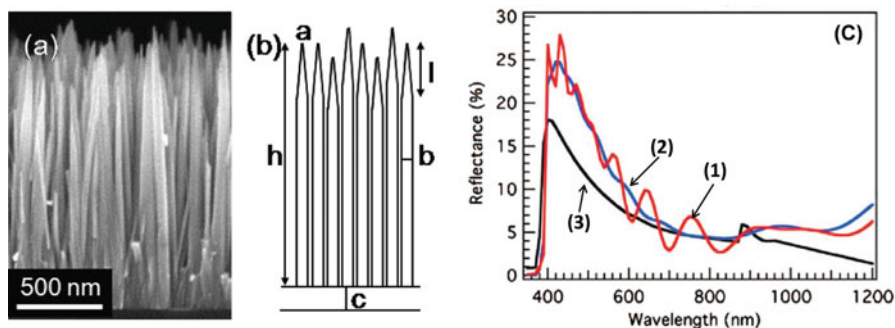 (a)
500 nm
(b)
a
l
h
b
c
(C)
Reflectance (%)
30
25
20
15
10
5
0
(1)
(2)
(3)
400 600 800 1000 1200
Wavelength (nm)